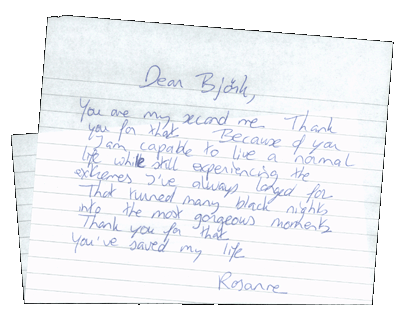 Dear Björk,
You are my second me Thank
you for that Because of you
I am capable to live a normal
life while still experiencing the
extremes I've always longed for
That turned many black nights
into the most gorgeous moments
Thank you for that
You've saved my life
Rosanne